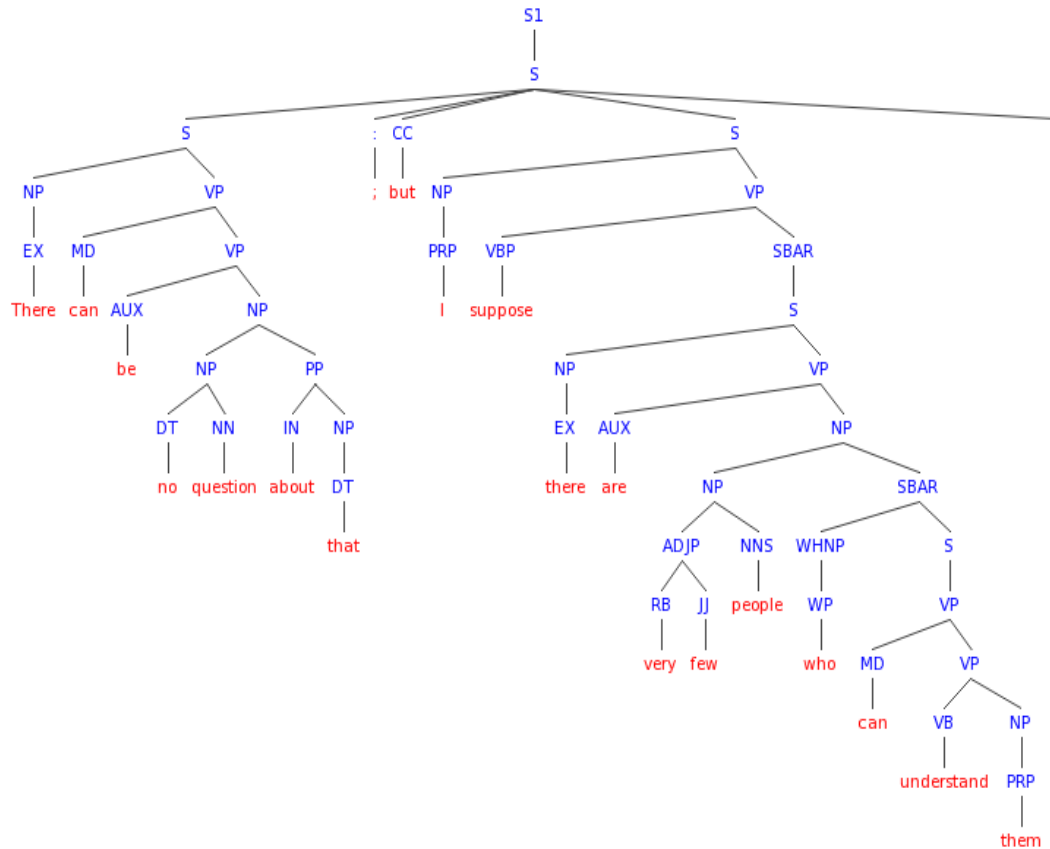 S1
S
S : CC S
NP VP ; but NP VP
EX MD VP PRP VBP SBAR
There can AUX NP I suppose S
be NP PP NP VP
DT NN IN NP EX AUX NP
no question about DT there are NP SBAR
that ADJP NNS WHNP S
RB JJ people WP VP
very few who MD VP
can VB NP
understand PRP
them